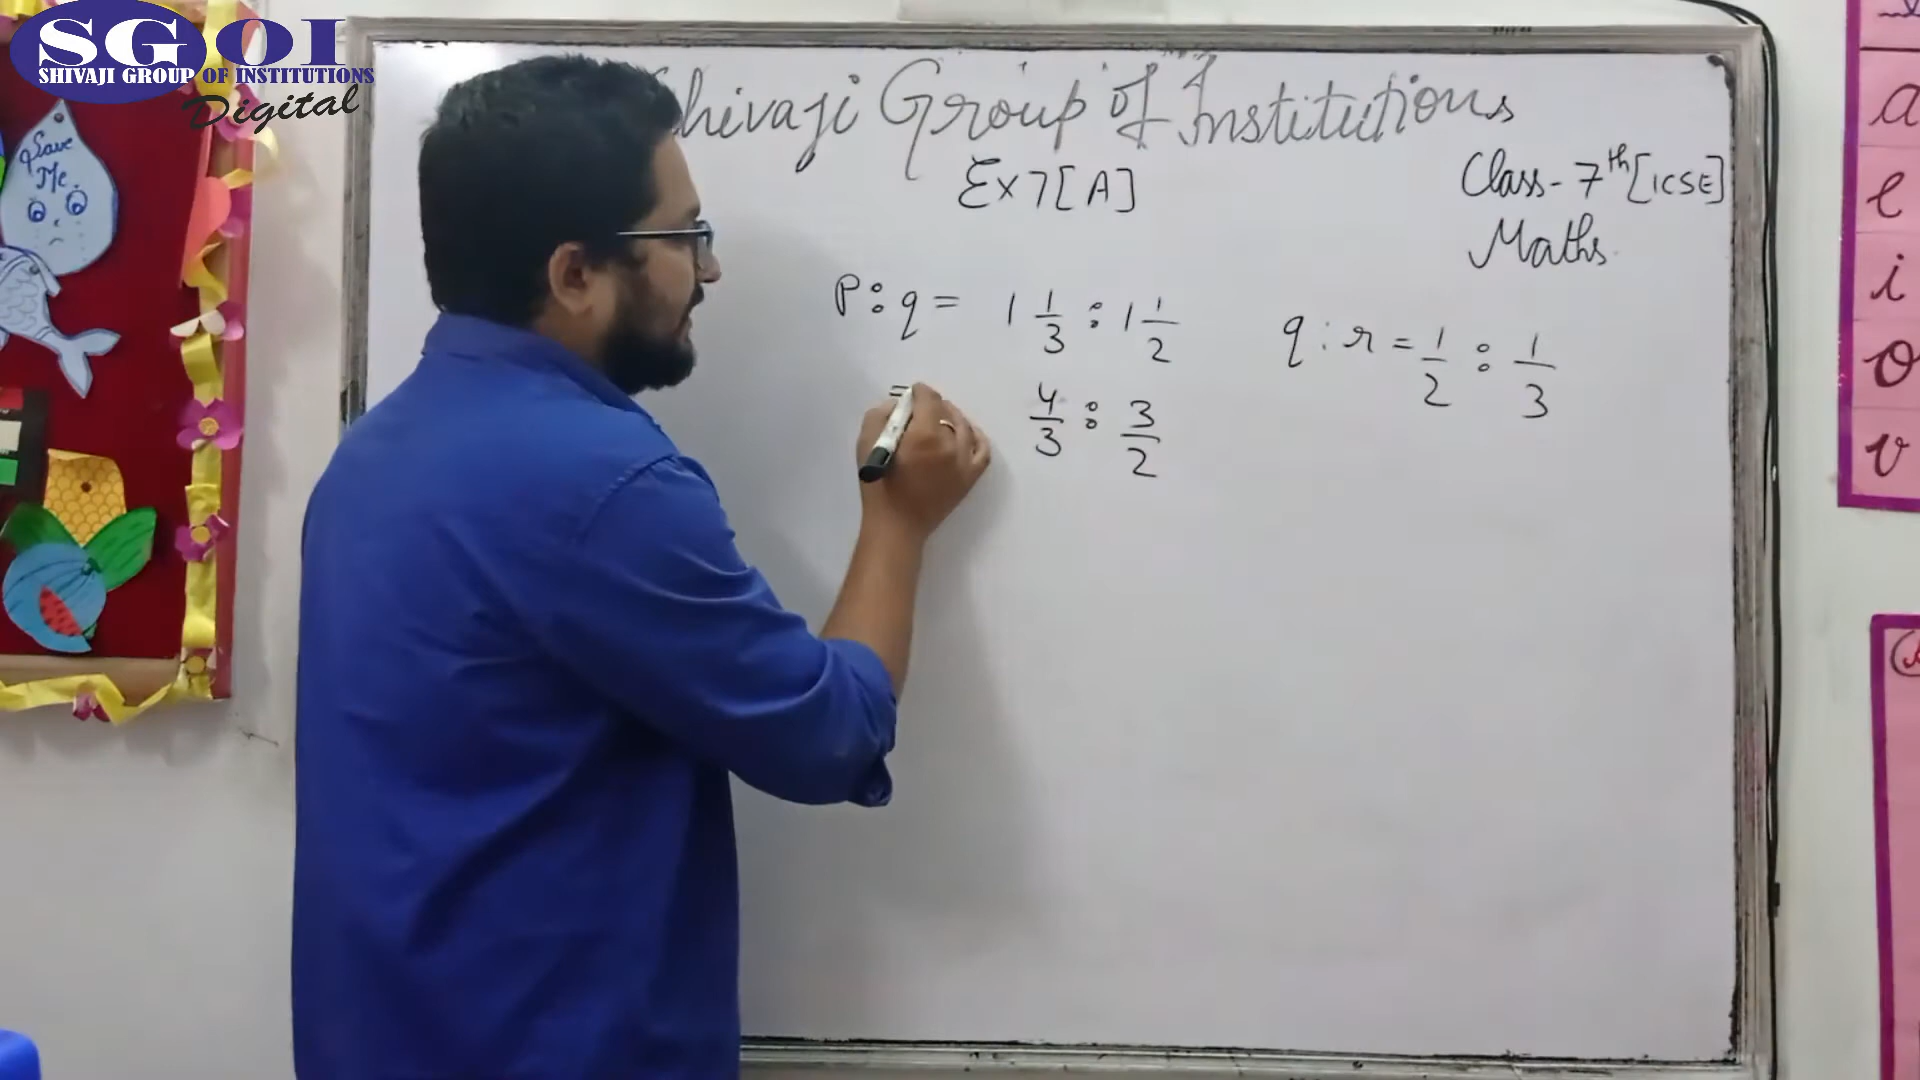 SGOI
SHIVAJI GROUP OF INSTITUTIONS
Digital
Save
Me
Shivaji Group of Institutions
Ex 7[A]
Class - 7th [ICSE]
Maths
P : q = 1 1/3 : 1 1/2
q : r = 1/2 : 1/3
4/3 : 3/2
a
e
i
o
v